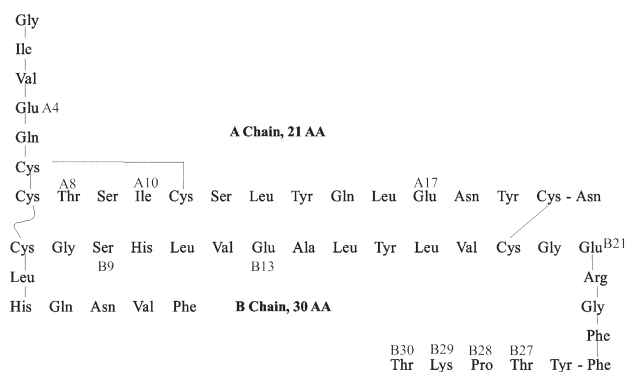 Gly
Ile
Val
Glu A4
Gln
A Chain, 21 AA
Cys
A8 A10 A17
Cys Thr Ser Ile Cys Ser Leu Tyr Gln Leu Glu Asn Tyr Cys - Asn
Cys Gly Ser His Leu Val Glu Ala Leu Tyr Leu Val Cys Gly Glu B21
B9 B13
Leu Arg
His Gln Asn Val Phe B Chain, 30 AA Gly
Phe
B30 B29 B28 B27
Thr Lys Pro Thr Tyr - Phe